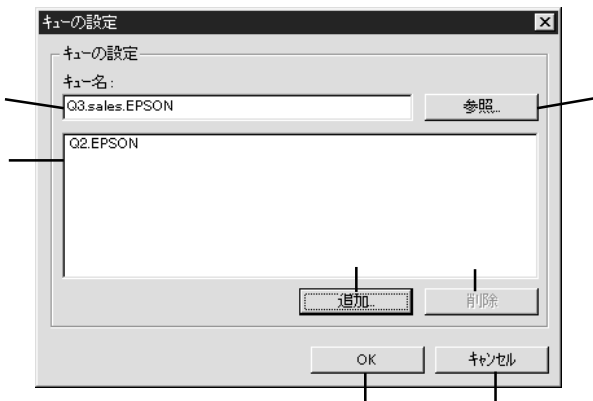 キューの設定
キューの設定
キュー名:
Q3.sales.EPSON
参照...
Q2.EPSON
追加...
削除
OK
キャンセル